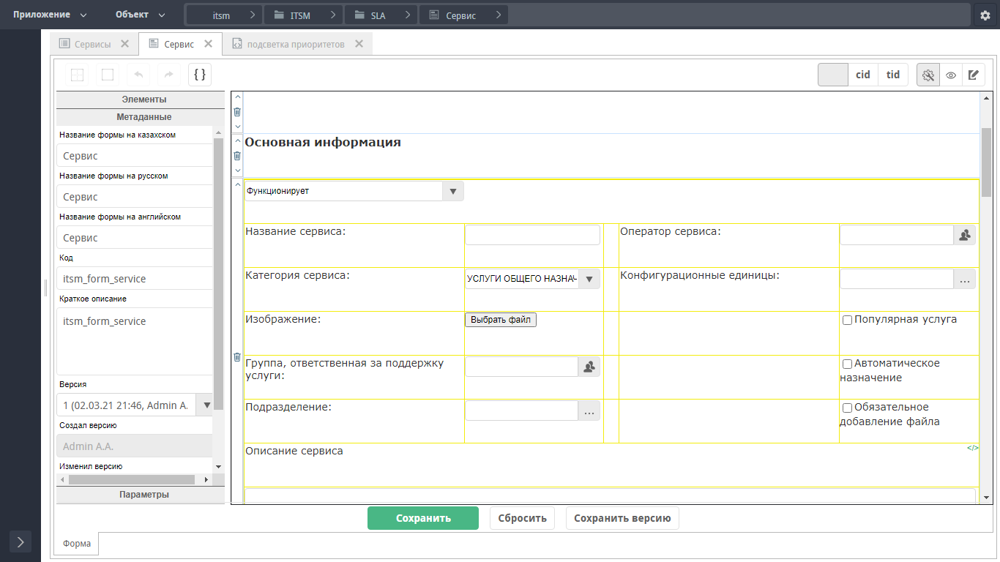 Приложение
Объект
itsm
ITSM
SLA
Сервис
Сервисы
Сервис
подсветка приоритетов
{ }
cid
tid
Элементы
Метаданные
Название формы на казахском
Сервис
Название формы на русском
Сервис
Название формы на английском
Сервис
Код
itsm_form_service
Краткое описание
itsm_form_service
Версия
1 (02.03.21 21:46, Admin A.
Создал версию
Admin A.A.
Изменил версию
Параметры
Основная информация
Функционирует
Название сервиса:
Оператор сервиса:
Категория сервиса:
УСЛУГИ ОБЩЕГО НАЗНАЧ
Конфигурационные единицы:
...
Изображение:
Выбрать файл
Популярная услуга
Группа, ответственная за поддержку
услуги:
Автоматическое
назначение
Подразделение:
...
Обязательное
добавление файла
Описание сервиса
</>
Сохранить
Сбросить
Сохранить версию
Форма